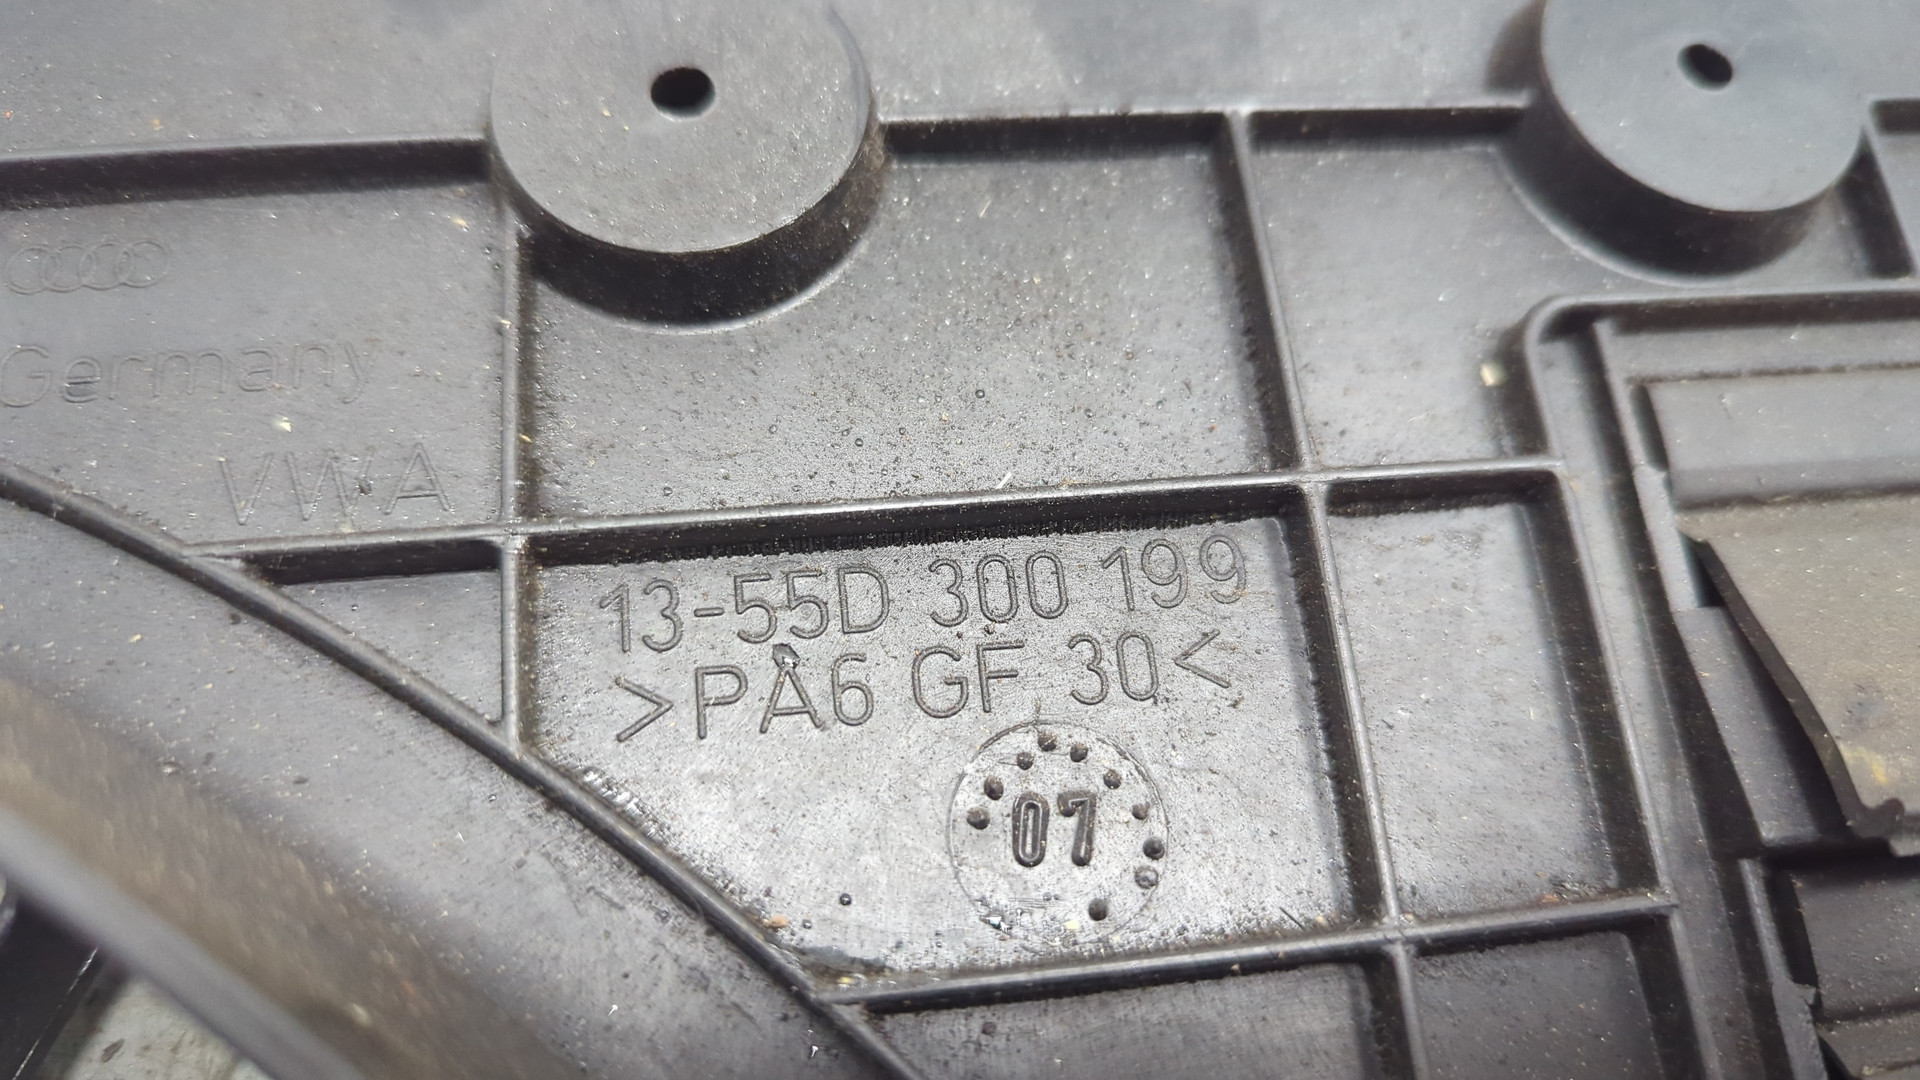 Germany
VWA
13-55D 300 199
>PA6 GF 30<
07